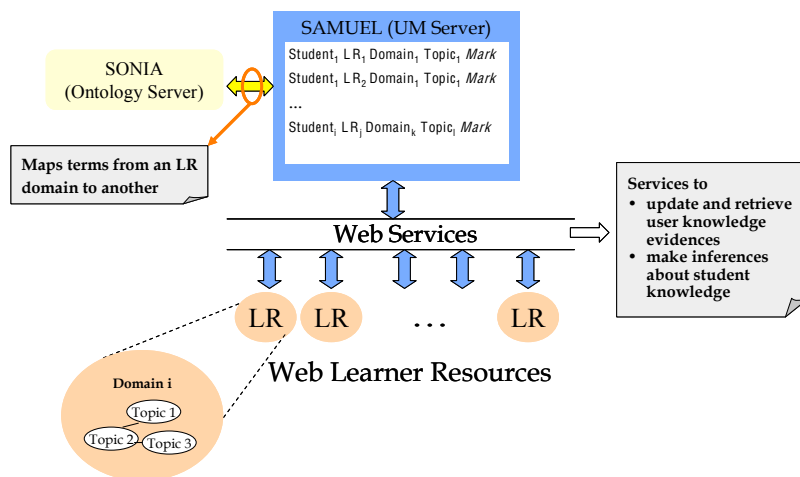 SAMUEL (UM Server)
Student₁ LR₁ Domain₁ Topic₁ Mark
Student₁ LR₂ Domain₁ Topic₁ Mark
...
Studentᵢ LRⱼ Domainₖ Topicₗ Mark
SONIA
(Ontology Server)
Maps terms from an LR
domain to another
Services to
• update and retrieve
user knowledge
evidences
• make inferences
about student
knowledge
Web Services
LR LR ... LR
Web Learner Resources
Domain i
Topic 1
Topic 2
Topic 3